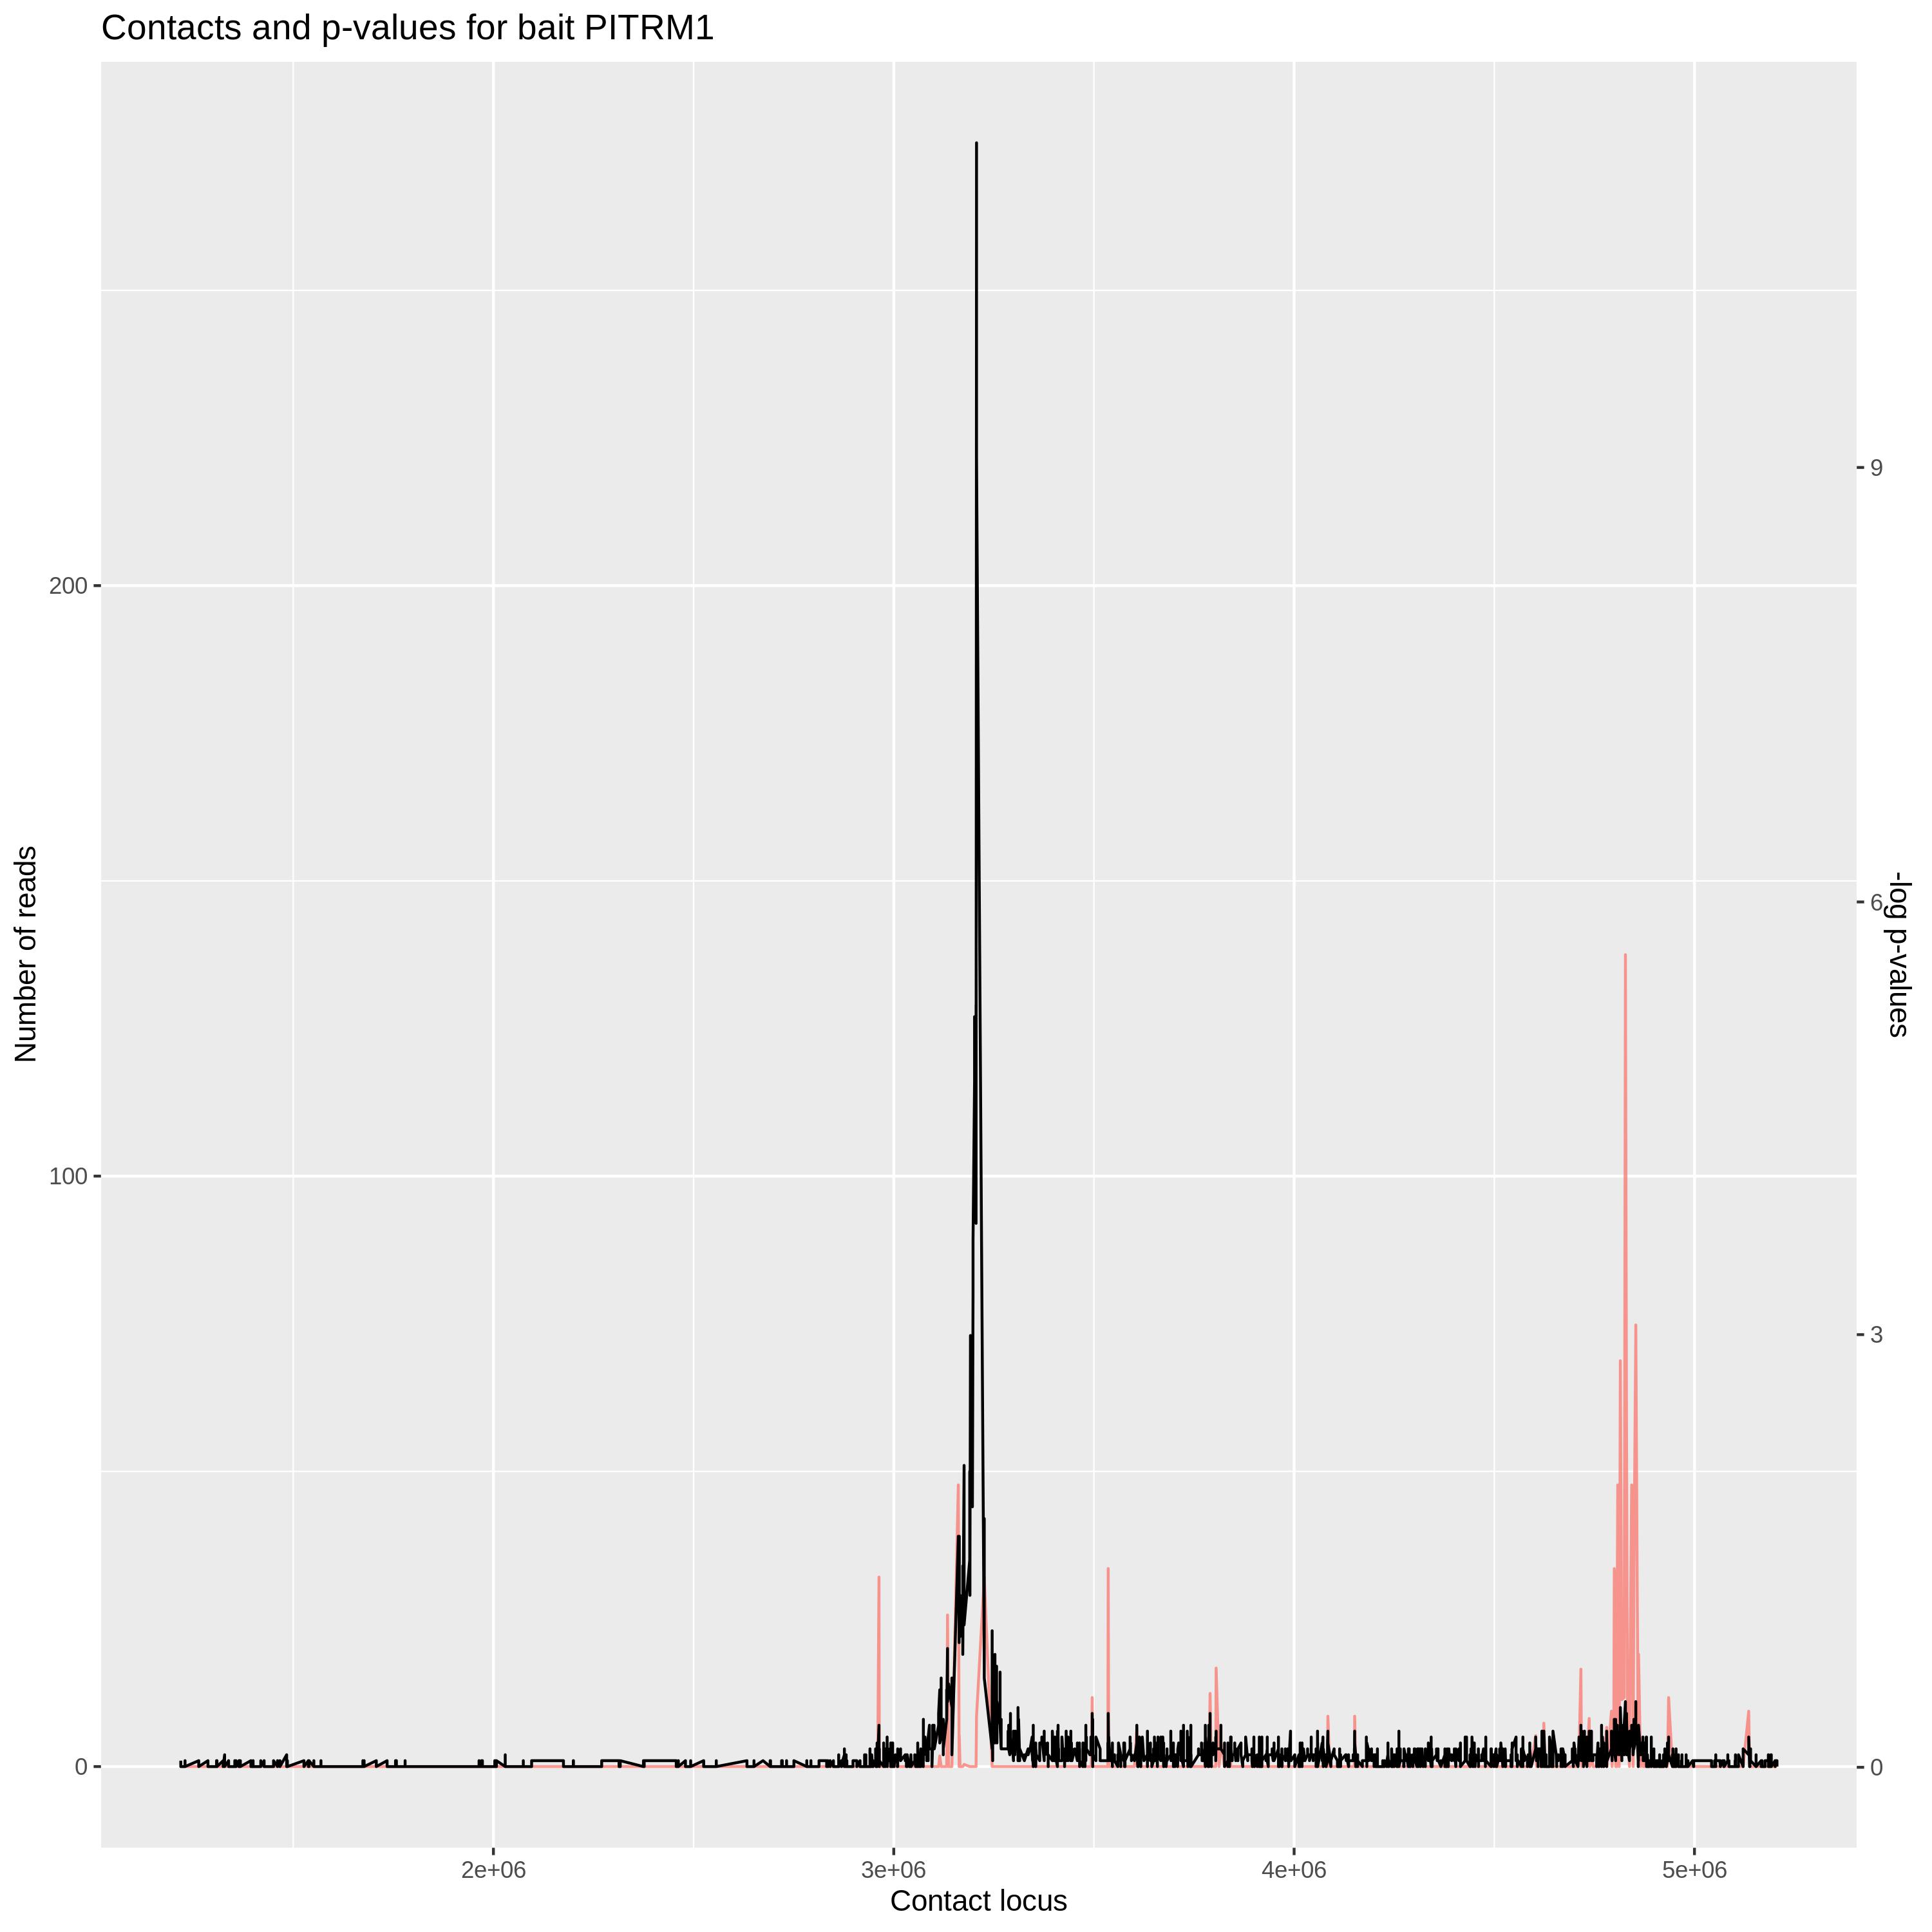 Contacts and p-values for bait PITRM1
200
100
0
Number of reads
9
6
3
0
-log p-values
2e+06
3e+06
4e+06
5e+06
Contact locus